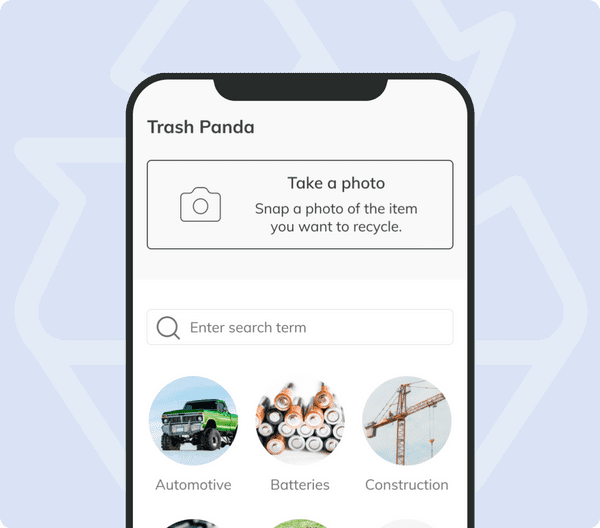 Trash Panda
Take a photo
Snap a photo of the item
you want to recycle.
Enter search term
Automotive
Batteries
Construction